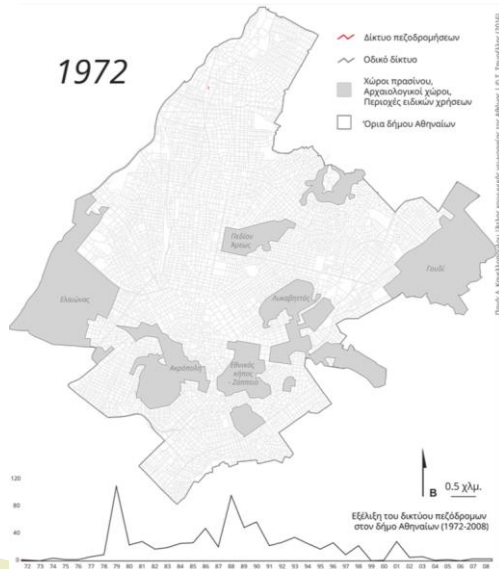 1972
Δίκτυο πεζοδρομήσεων
Οδικό δίκτυο
Χώροι πρασίνου,
Αρχαιολογικοί χώροι,
Περιοχές ειδικών χρήσεων
Όρια δήμου Αθηναίων
Πεδίον
Άρεως
Γουδί
Ελαιώνας
Λυκαβηττός
Ακρόπολη
Εθνικός
κήπος
- Ζάππειο
B
0.5 χλμ.
Εξέλιξη του δικτύου πεζόδρομων
στον δήμο Αθηναίων (1972-2008)
120
80
40
0
72 73 74 75 76 77 78 79 80 81 82 83 84 85 86 87 88 89 90 91 92 93 94 95 96 97 98 99 00 01 02 03 04 05 06 07 08